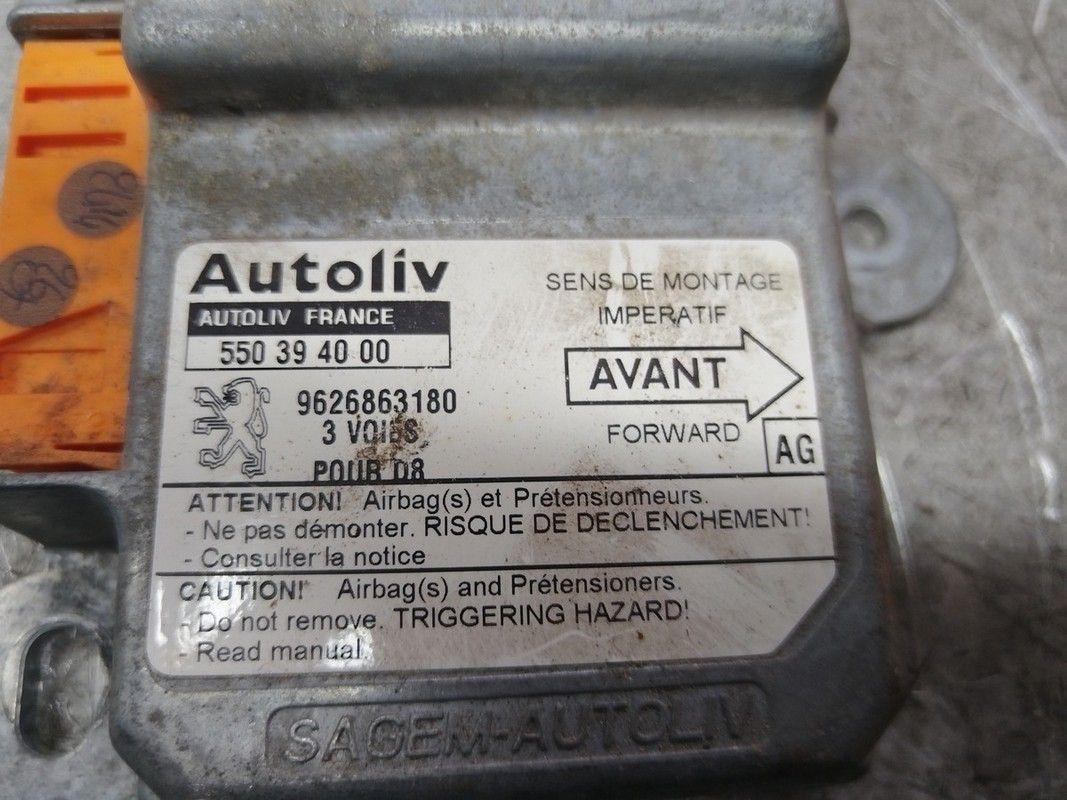 Autoliv
AUTOLIV FRANCE
550 39 40 00
9626863180
3 VOIES
POUR D8
SENS DE MONTAGE
IMPERATIF
AVANT
FORWARD
AG
ATTENTION! Airbag(s) et Prétensionneurs.
- Ne pas démonter. RISQUE DE DECLENCHEMENT!
- Consulter la notice
CAUTION! Airbag(s) and Prétensioners.
- Do not remove. TRIGGERING HAZARD!
- Read manual.
SAGEM-AUTOLIV